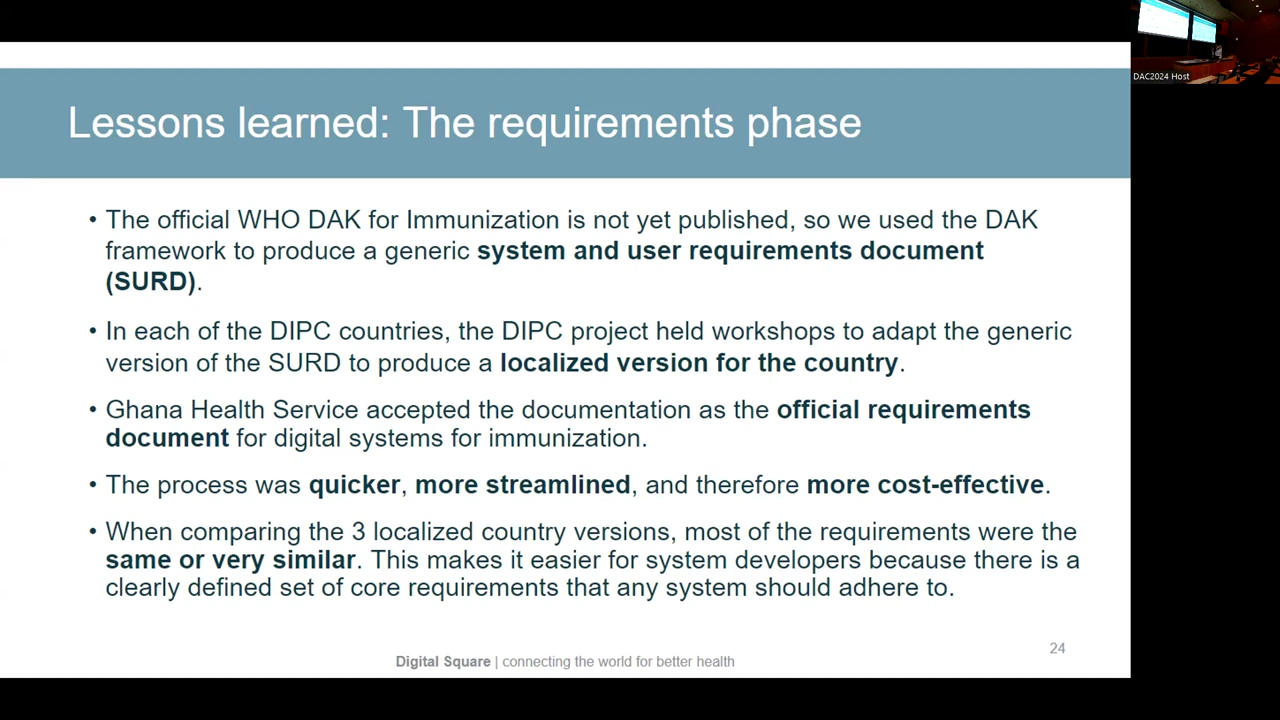 DAC2024 Host
Lessons learned: The requirements phase
• The official WHO DAK for Immunization is not yet published, so we used the DAK
framework to produce a generic system and user requirements document
(SURD).
• In each of the DIPC countries, the DIPC project held workshops to adapt the generic
version of the SURD to produce a localized version for the country.
• Ghana Health Service accepted the documentation as the official requirements
document for digital systems for immunization.
• The process was quicker, more streamlined, and therefore more cost-effective.
• When comparing the 3 localized country versions, most of the requirements were the
same or very similar. This makes it easier for system developers because there is a
clearly defined set of core requirements that any system should adhere to.
24
Digital Square | connecting the world for better health